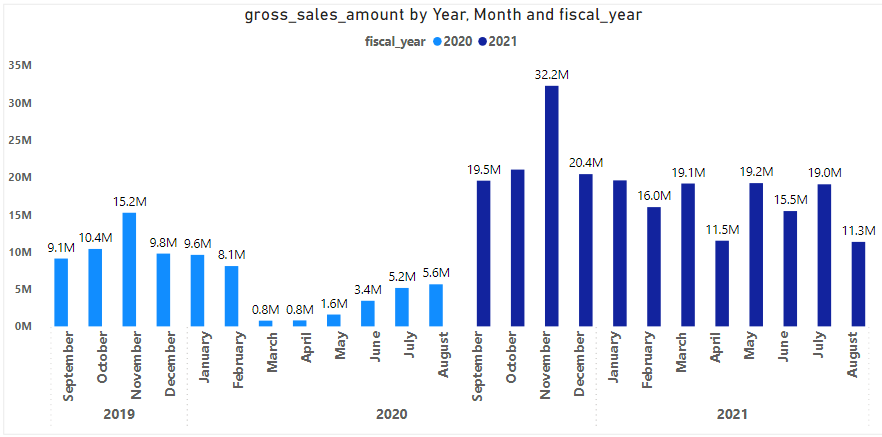 gross_sales_amount by Year, Month and fiscal_year
fiscal_year 2020 2021
35M
30M
25M
20M
15M
10M
5M
0M
9.1M
10.4M
15.2M
9.8M
9.6M
8.1M
0.8M
0.8M
1.6M
3.4M
5.2M
5.6M
19.5M
32.2M
20.4M
16.0M
19.1M
11.5M
19.2M
15.5M
19.0M
11.3M
September
October
November
December
January
February
March
April
May
June
July
August
September
October
November
December
January
February
March
April
May
June
July
August
2019
2020
2021